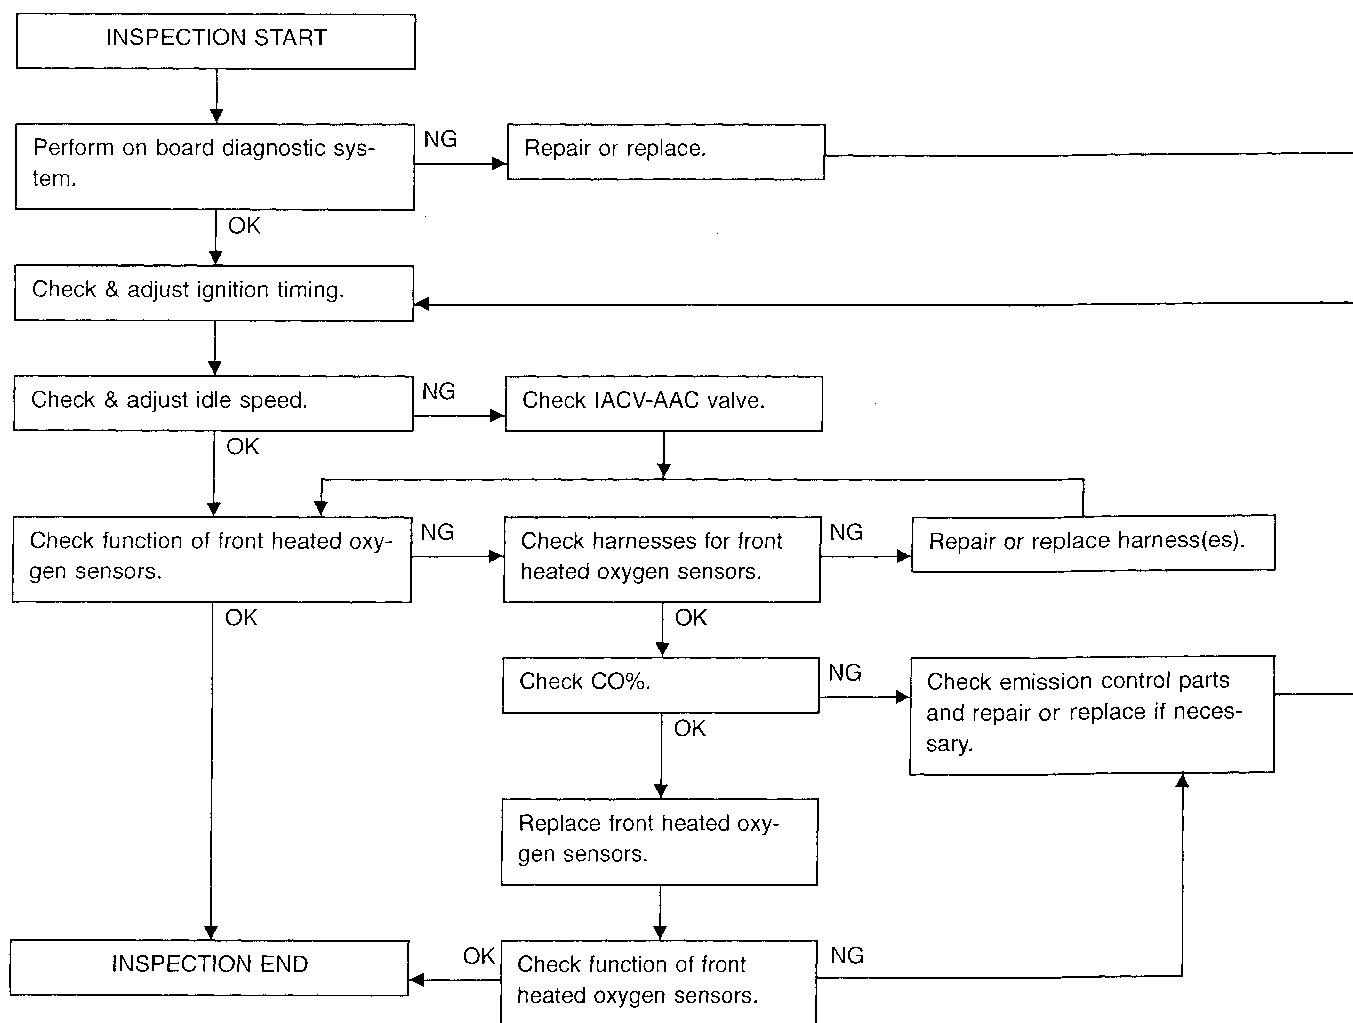 INSPECTION START
Perform on board diagnostic sys-
tem.
NG
Repair or replace.
OK
Check & adjust ignition timing.
Check & adjust idle speed.
NG
Check IACV-AAC valve.
OK
Check function of front heated oxy-
gen sensors.
NG
Check harnesses for front
heated oxygen sensors.
NG
Repair or replace harness(es).
OK
OK
Check CO%.
NG
Check emission control parts
and repair or replace if neces-
sary.
OK
Replace front heated oxy-
gen sensors.
INSPECTION END
OK
Check function of front
heated oxygen sensors.
NG